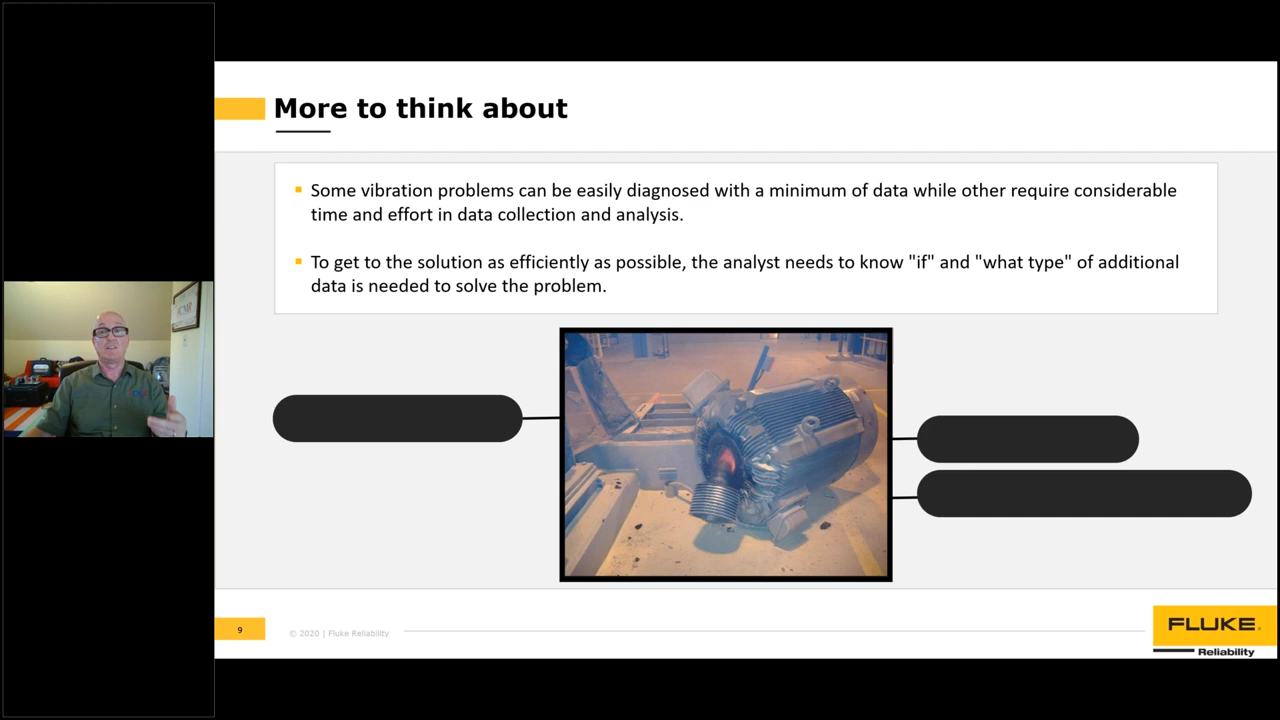 More to think about
Some vibration problems can be easily diagnosed with a minimum of data while other require considerable
time and effort in data collection and analysis.
To get to the solution as efficiently as possible, the analyst needs to know "if" and "what type" of additional
data is needed to solve the problem.
9
© 2020 | Fluke Reliability
FLUKE®
Reliability